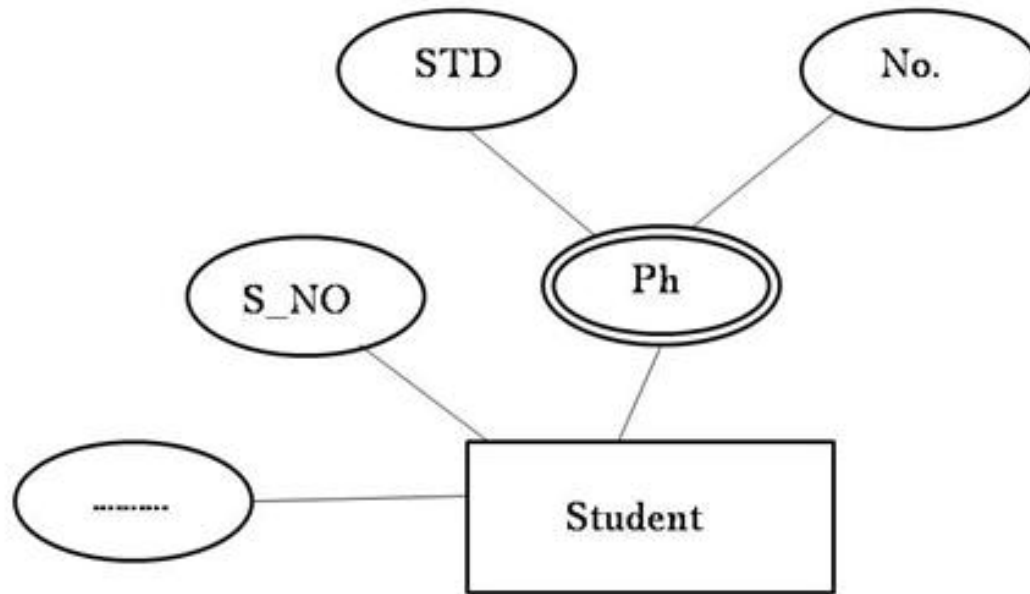 STD
No.
Ph
S_NO
..........
Student